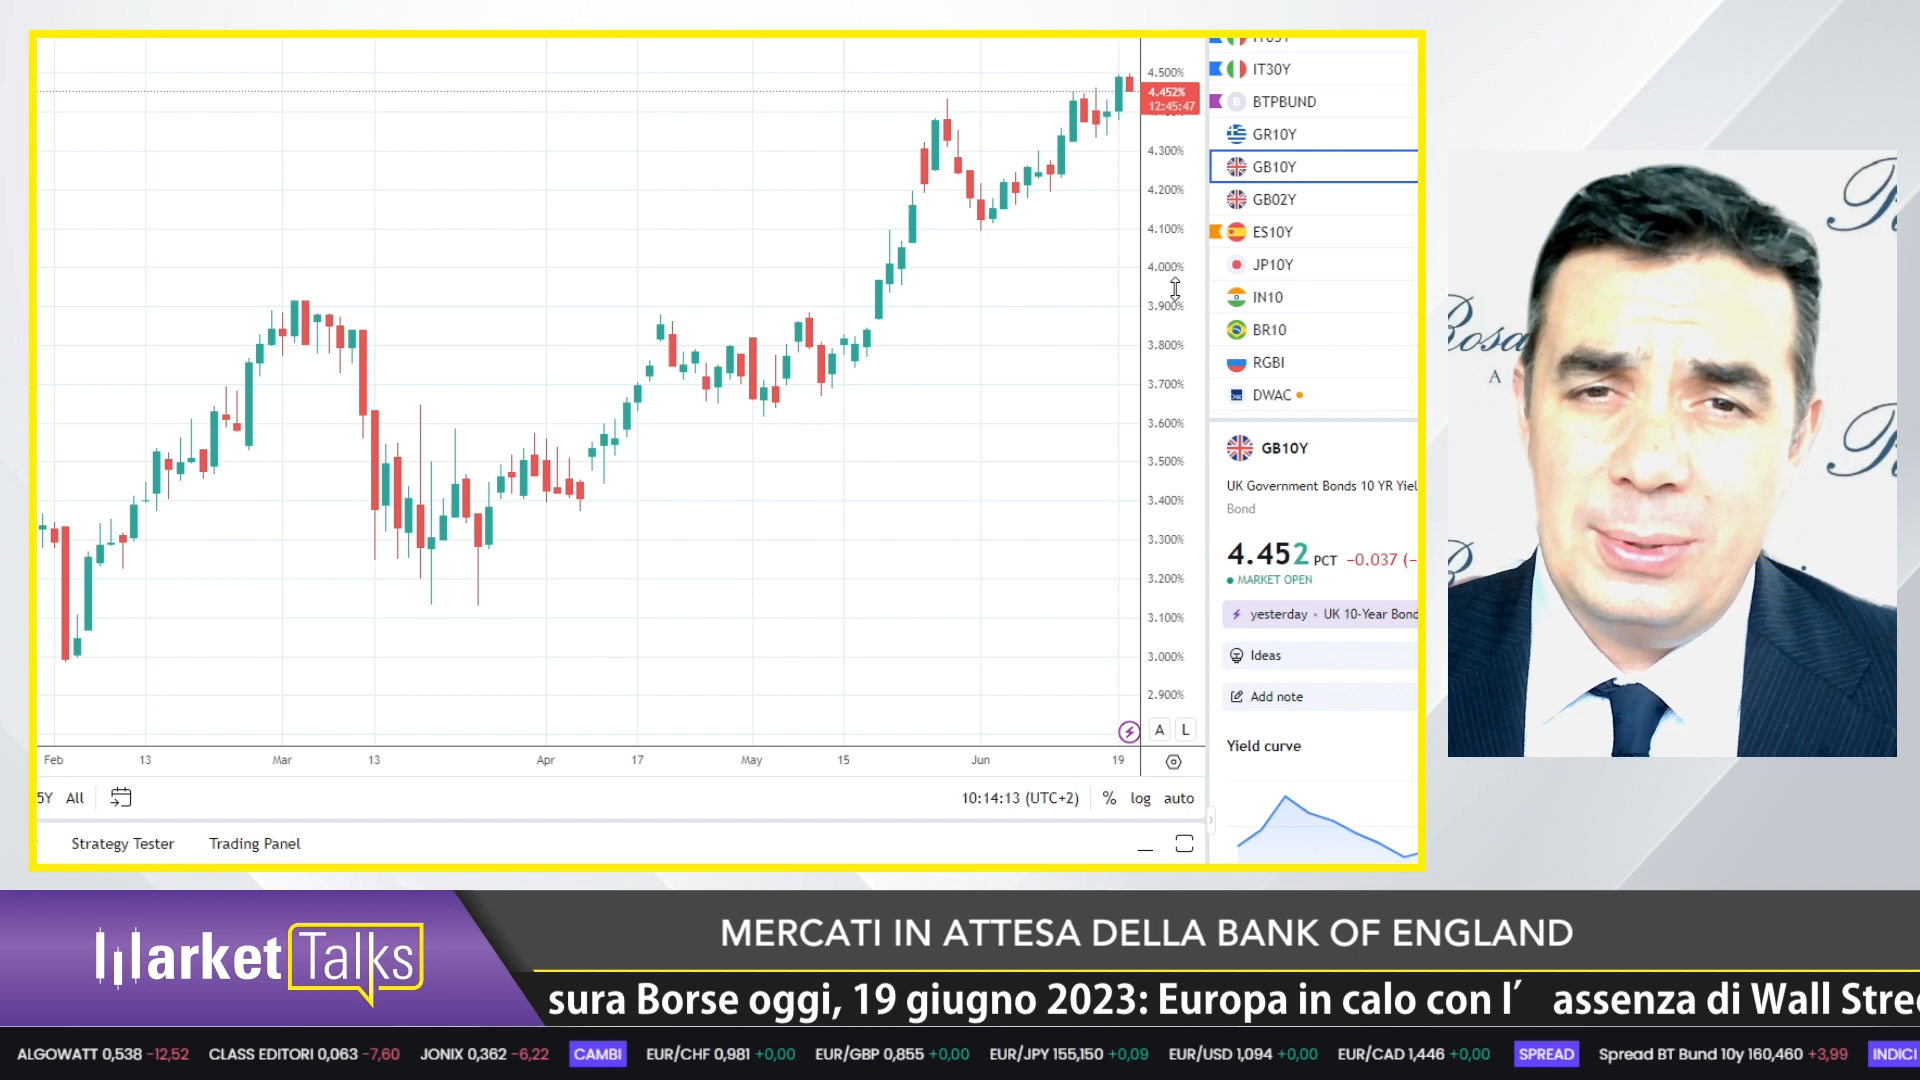 4.500%
4.452%
12:45:47
4.300%
4.200%
4.100%
4.000%
3.900%
3.800%
3.700%
3.600%
3.500%
3.400%
3.300%
3.200%
3.100%
3.000%
2.900%
A L
Feb 13 Mar 13 Apr 17 May 15 Jun 19
5Y All 10:14:13 (UTC+2) % log auto
Strategy Tester Trading Panel
IT30Y
B BTPBUND
GR10Y
GB10Y
GB02Y
ES10Y
JP10Y
IN10
BR10
RGBI
DWAC
GB10Y
UK Government Bonds 10 YR Yiel
Bond
4.452 PCT −0.037 (−
MARKET OPEN
yesterday • UK 10-Year Bond
Ideas
Add note
Yield curve
Rosa
A
Market Talks
MERCATI IN ATTESA DELLA BANK OF ENGLAND
sura Borse oggi, 19 giugno 2023: Europa in calo con l´ assenza di Wall Stree
ALGOWATT 0,538 -12,52 CLASS EDITORI 0,063 -7,60 JONIX 0,362 -6,22 CAMBI EUR/CHF 0,981 +0,00 EUR/GBP 0,855 +0,00 EUR/JPY 155,150 +0,09 EUR/USD 1,094 +0,00 EUR/CAD 1,446 +0,00 SPREAD Spread BT Bund 10y 160,460 +3,99 INDICI